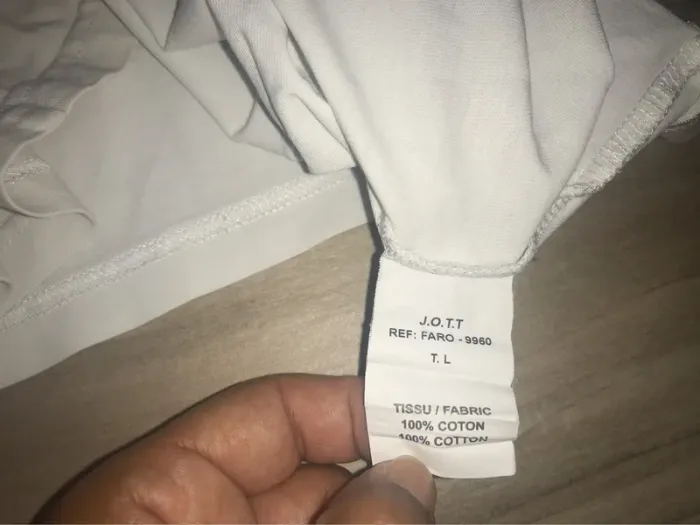 J.O.T.T
REF: FARO - 9960
T. L
TISSU / FABRIC
100% COTON
100% COTTON